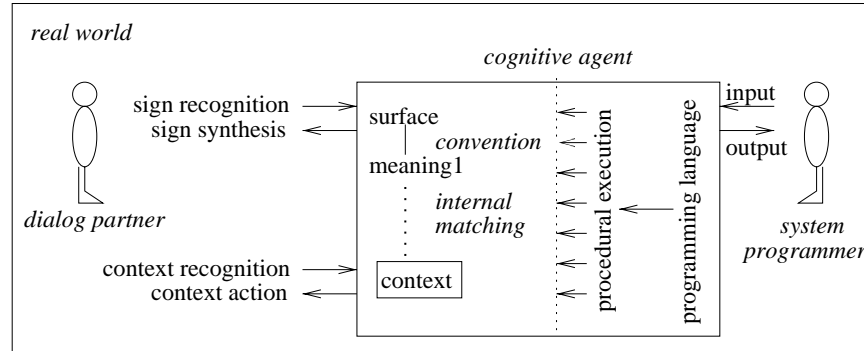 real world
cognitive agent
sign recognition
sign synthesis
surface
convention
meaning1
internal
matching
dialog partner
context recognition
context action
context
procedural execution
programming language
input
output
system
programmer